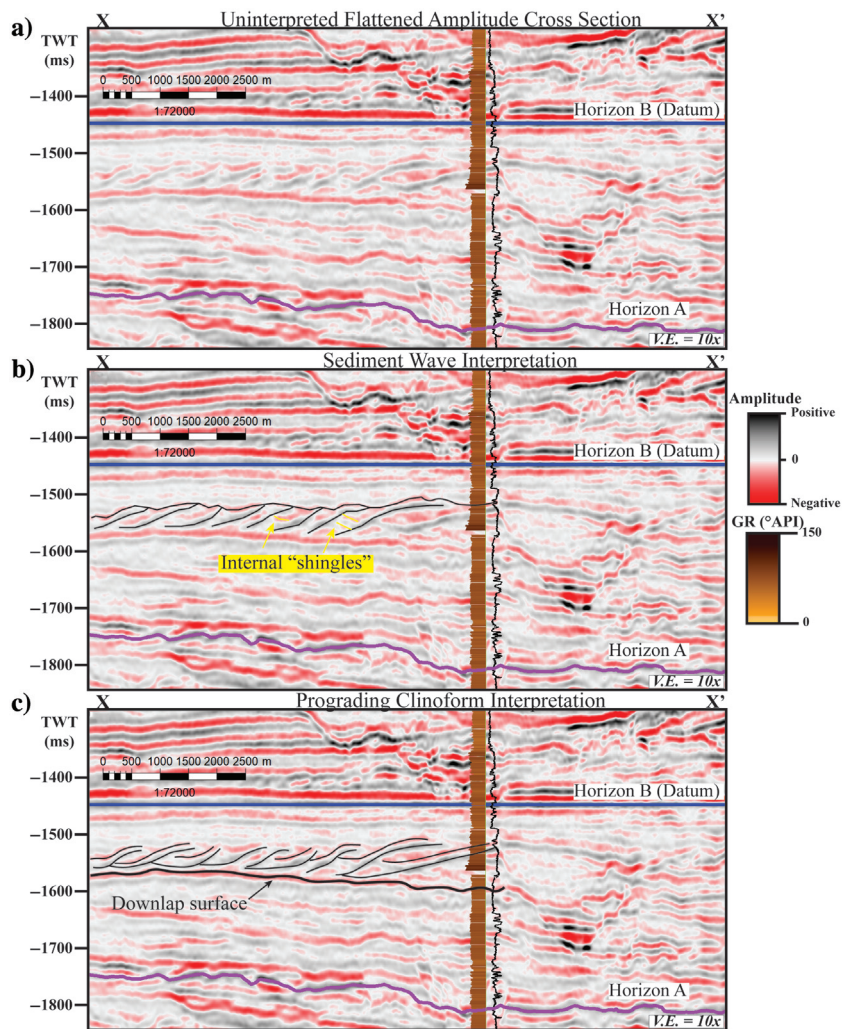 a)
X
Uninterpreted Flattened Amplitude Cross Section
X'
TWT
(ms)
0 500 1000 1500 2000 2500 m
1:72000
Horizon B (Datum)
−1400
−1500
−1600
−1700
−1800
Horizon A
V.E. = 10x
b)
X
Sediment Wave Interpretation
X'
TWT
(ms)
0 500 1000 1500 2000 2500 m
1:72000
Horizon B (Datum)
−1400
−1500
−1600
−1700
−1800
Internal “shingles”
Horizon A
V.E. = 10x
Amplitude
Positive
0
Negative
GR (°API)
150
0
c)
X
Prograding Clinoform Interpretation
X'
TWT
(ms)
0 500 1000 1500 2000 2500 m
1:72000
Horizon B (Datum)
−1400
−1500
−1600
−1700
−1800
Downlap surface
Horizon A
V.E. = 10x